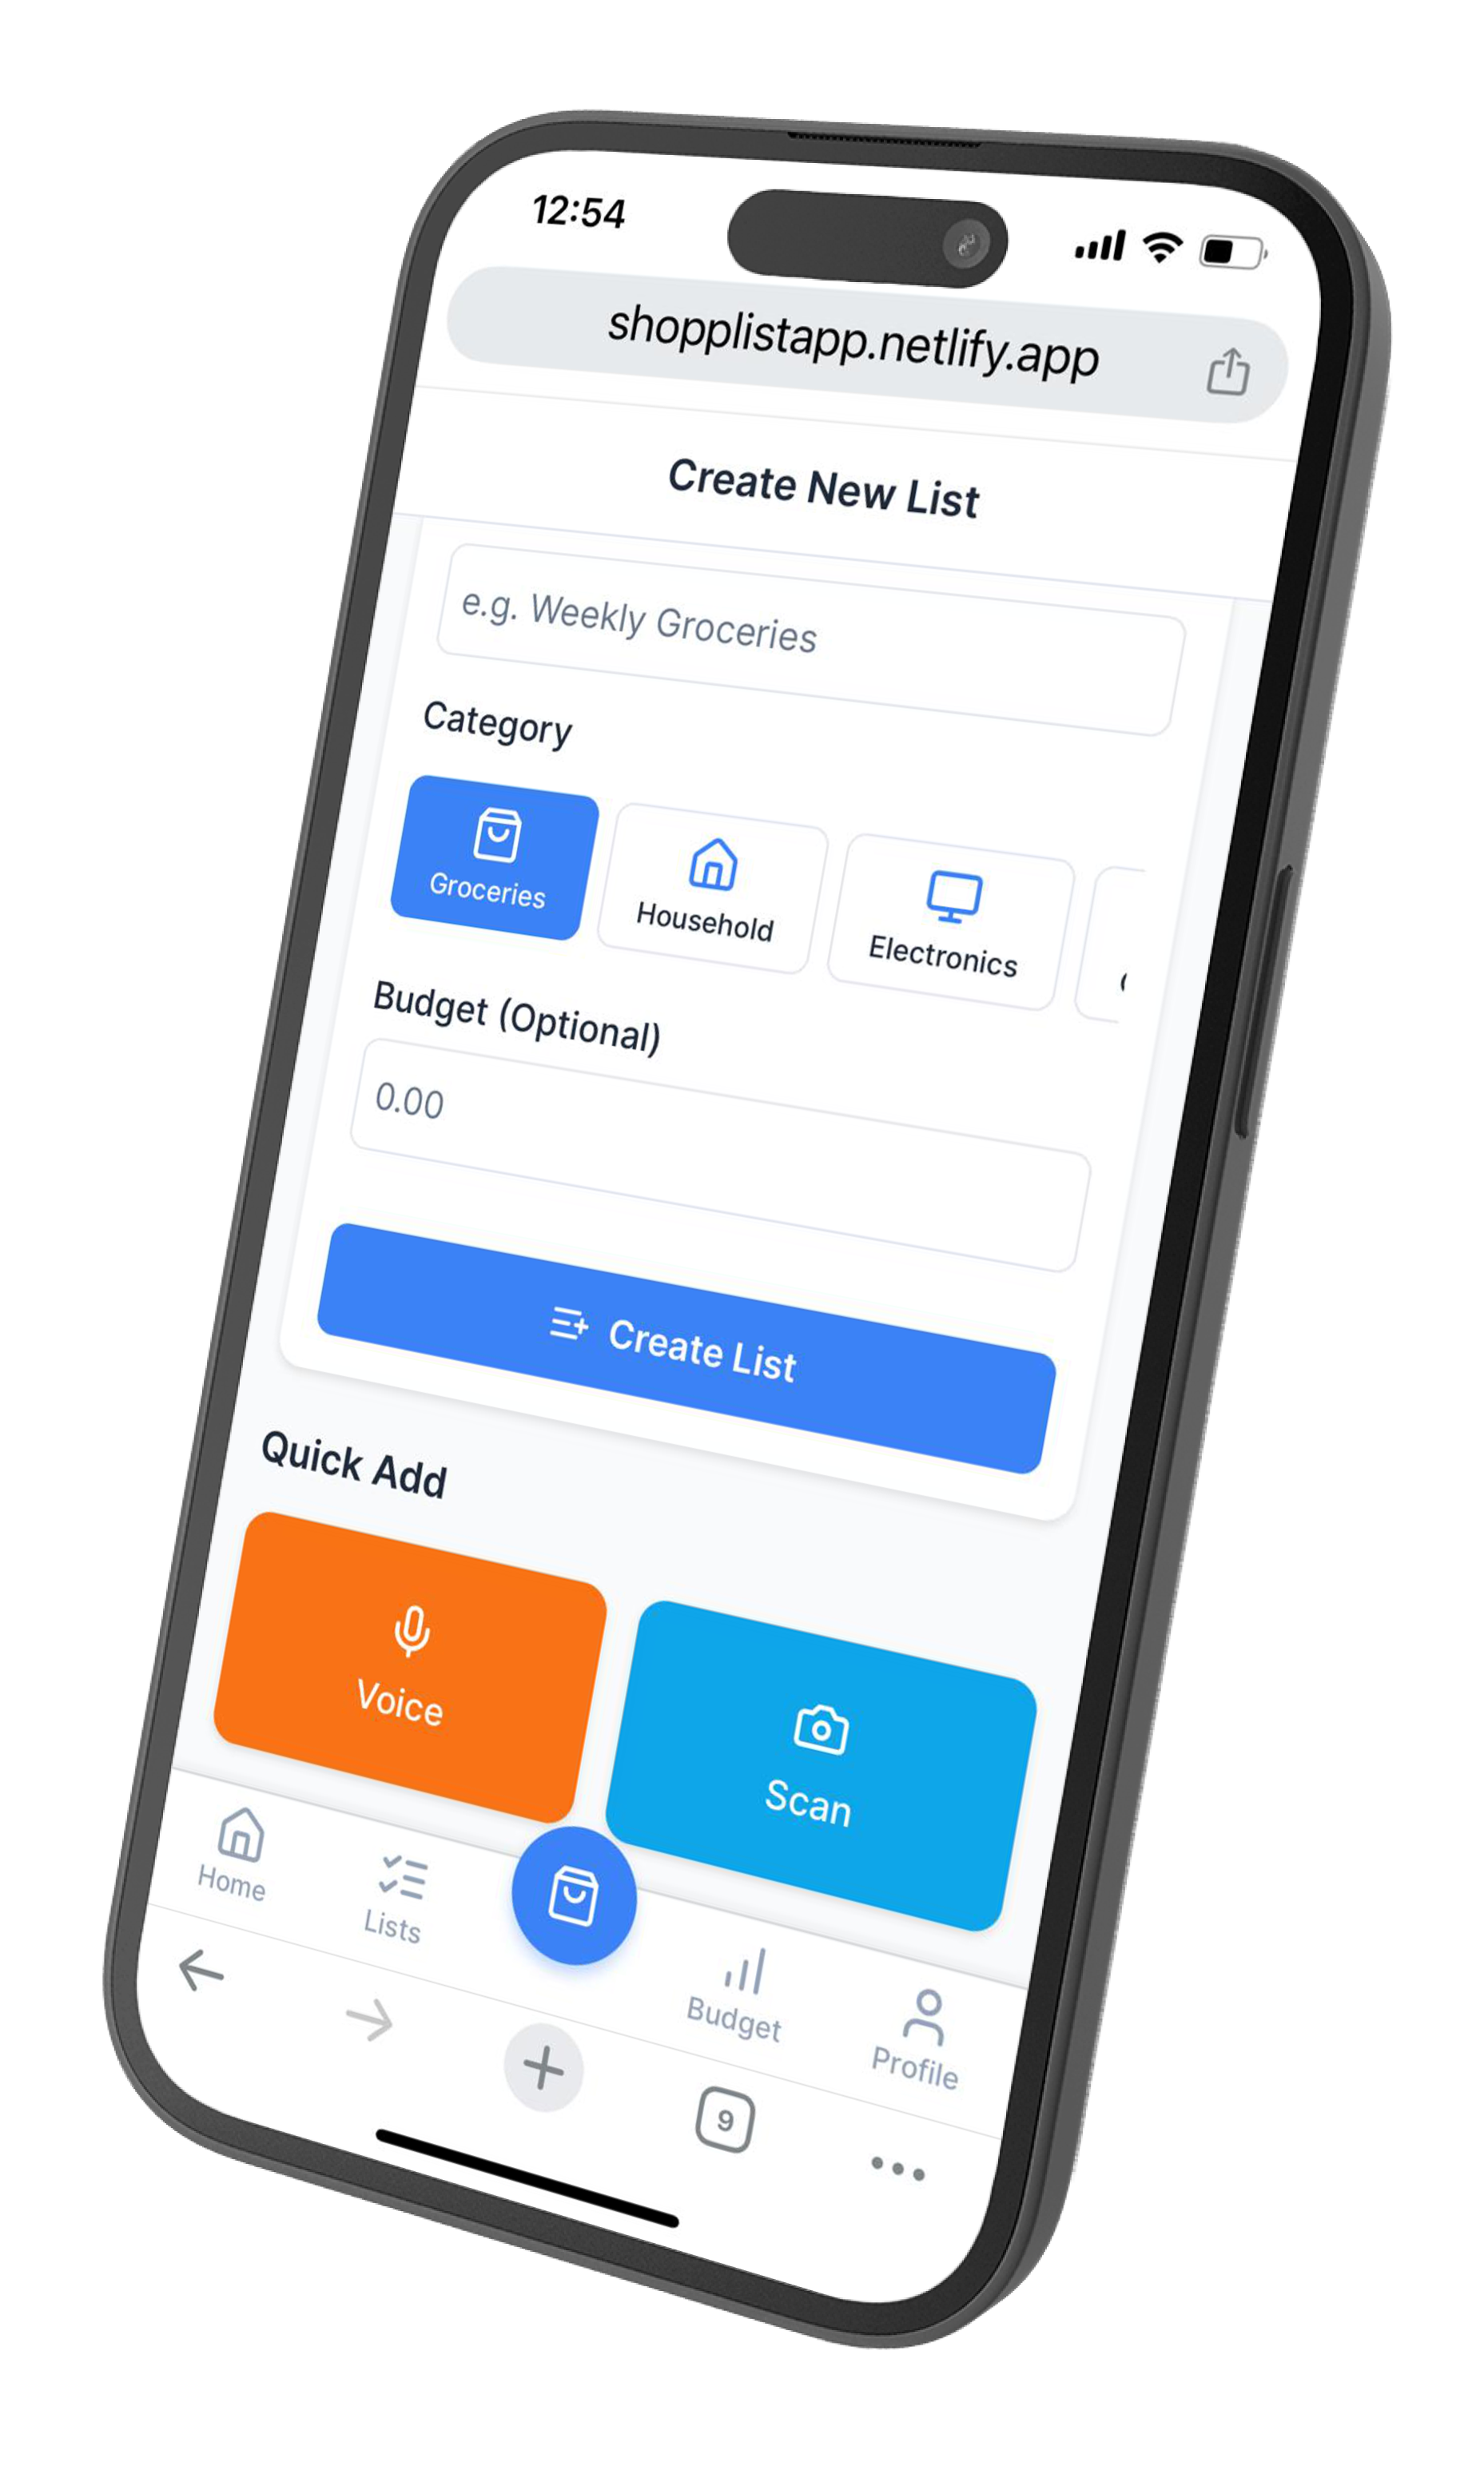 12:54
shopplistapp.netlify.app
Create New List
e.g. Weekly Groceries
Category
Groceries
Household
Electronics
Budget (Optional)
0.00
Create List
Quick Add
Voice
Scan
Home
Lists
Budget
Profile
9